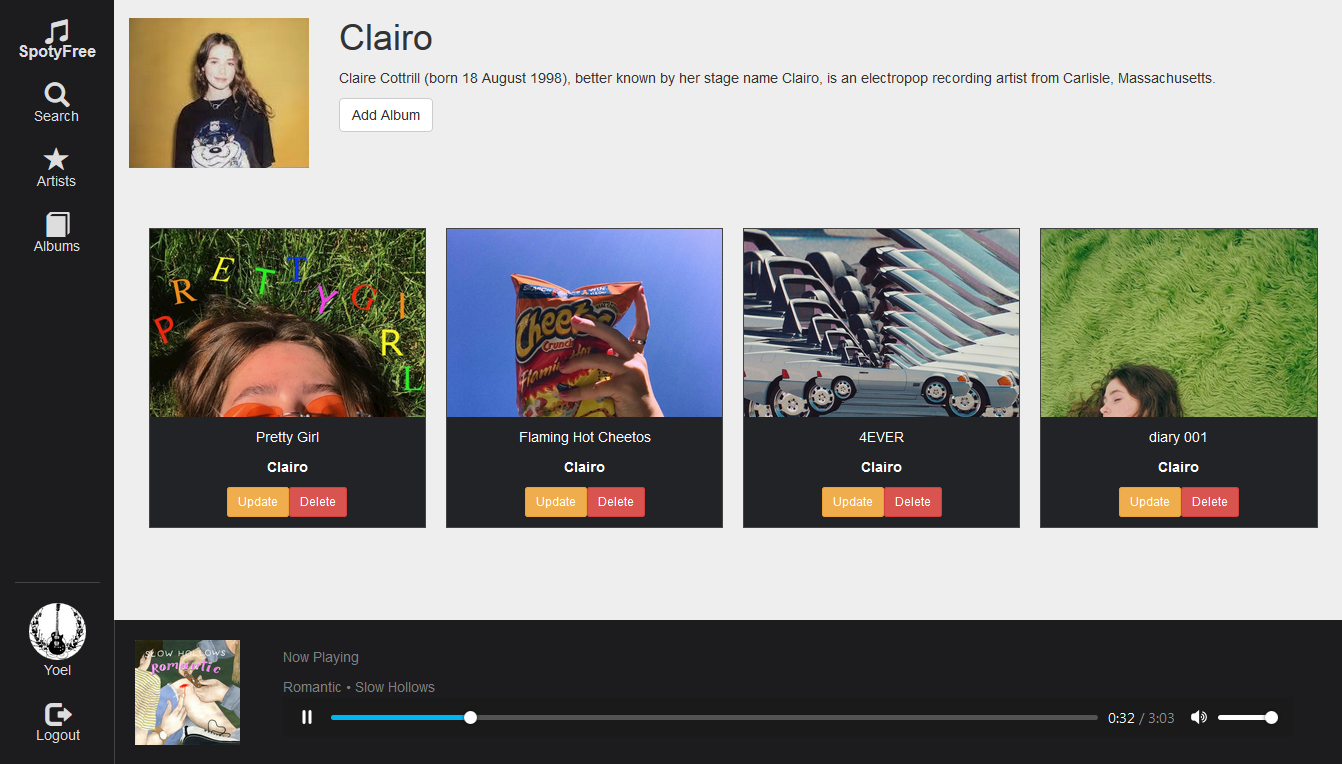 SpotyFree
Search
Artists
Albums
Yoel
Logout
Clairo
Claire Cottrill (born 18 August 1998), better known by her stage name Clairo, is an electropop recording artist from Carlisle, Massachusetts.
Add Album
PRETTY GIRL
Pretty Girl
Clairo
Update Delete
Cheetos
Crunchy
Flamin' Hot
Flaming Hot Cheetos
Clairo
Update Delete
4EVER
Clairo
Update Delete
diary 001
Clairo
Update Delete
SLOW HOLLOWS
Romantic
Now Playing
Romantic • Slow Hollows
0:32 / 3:03